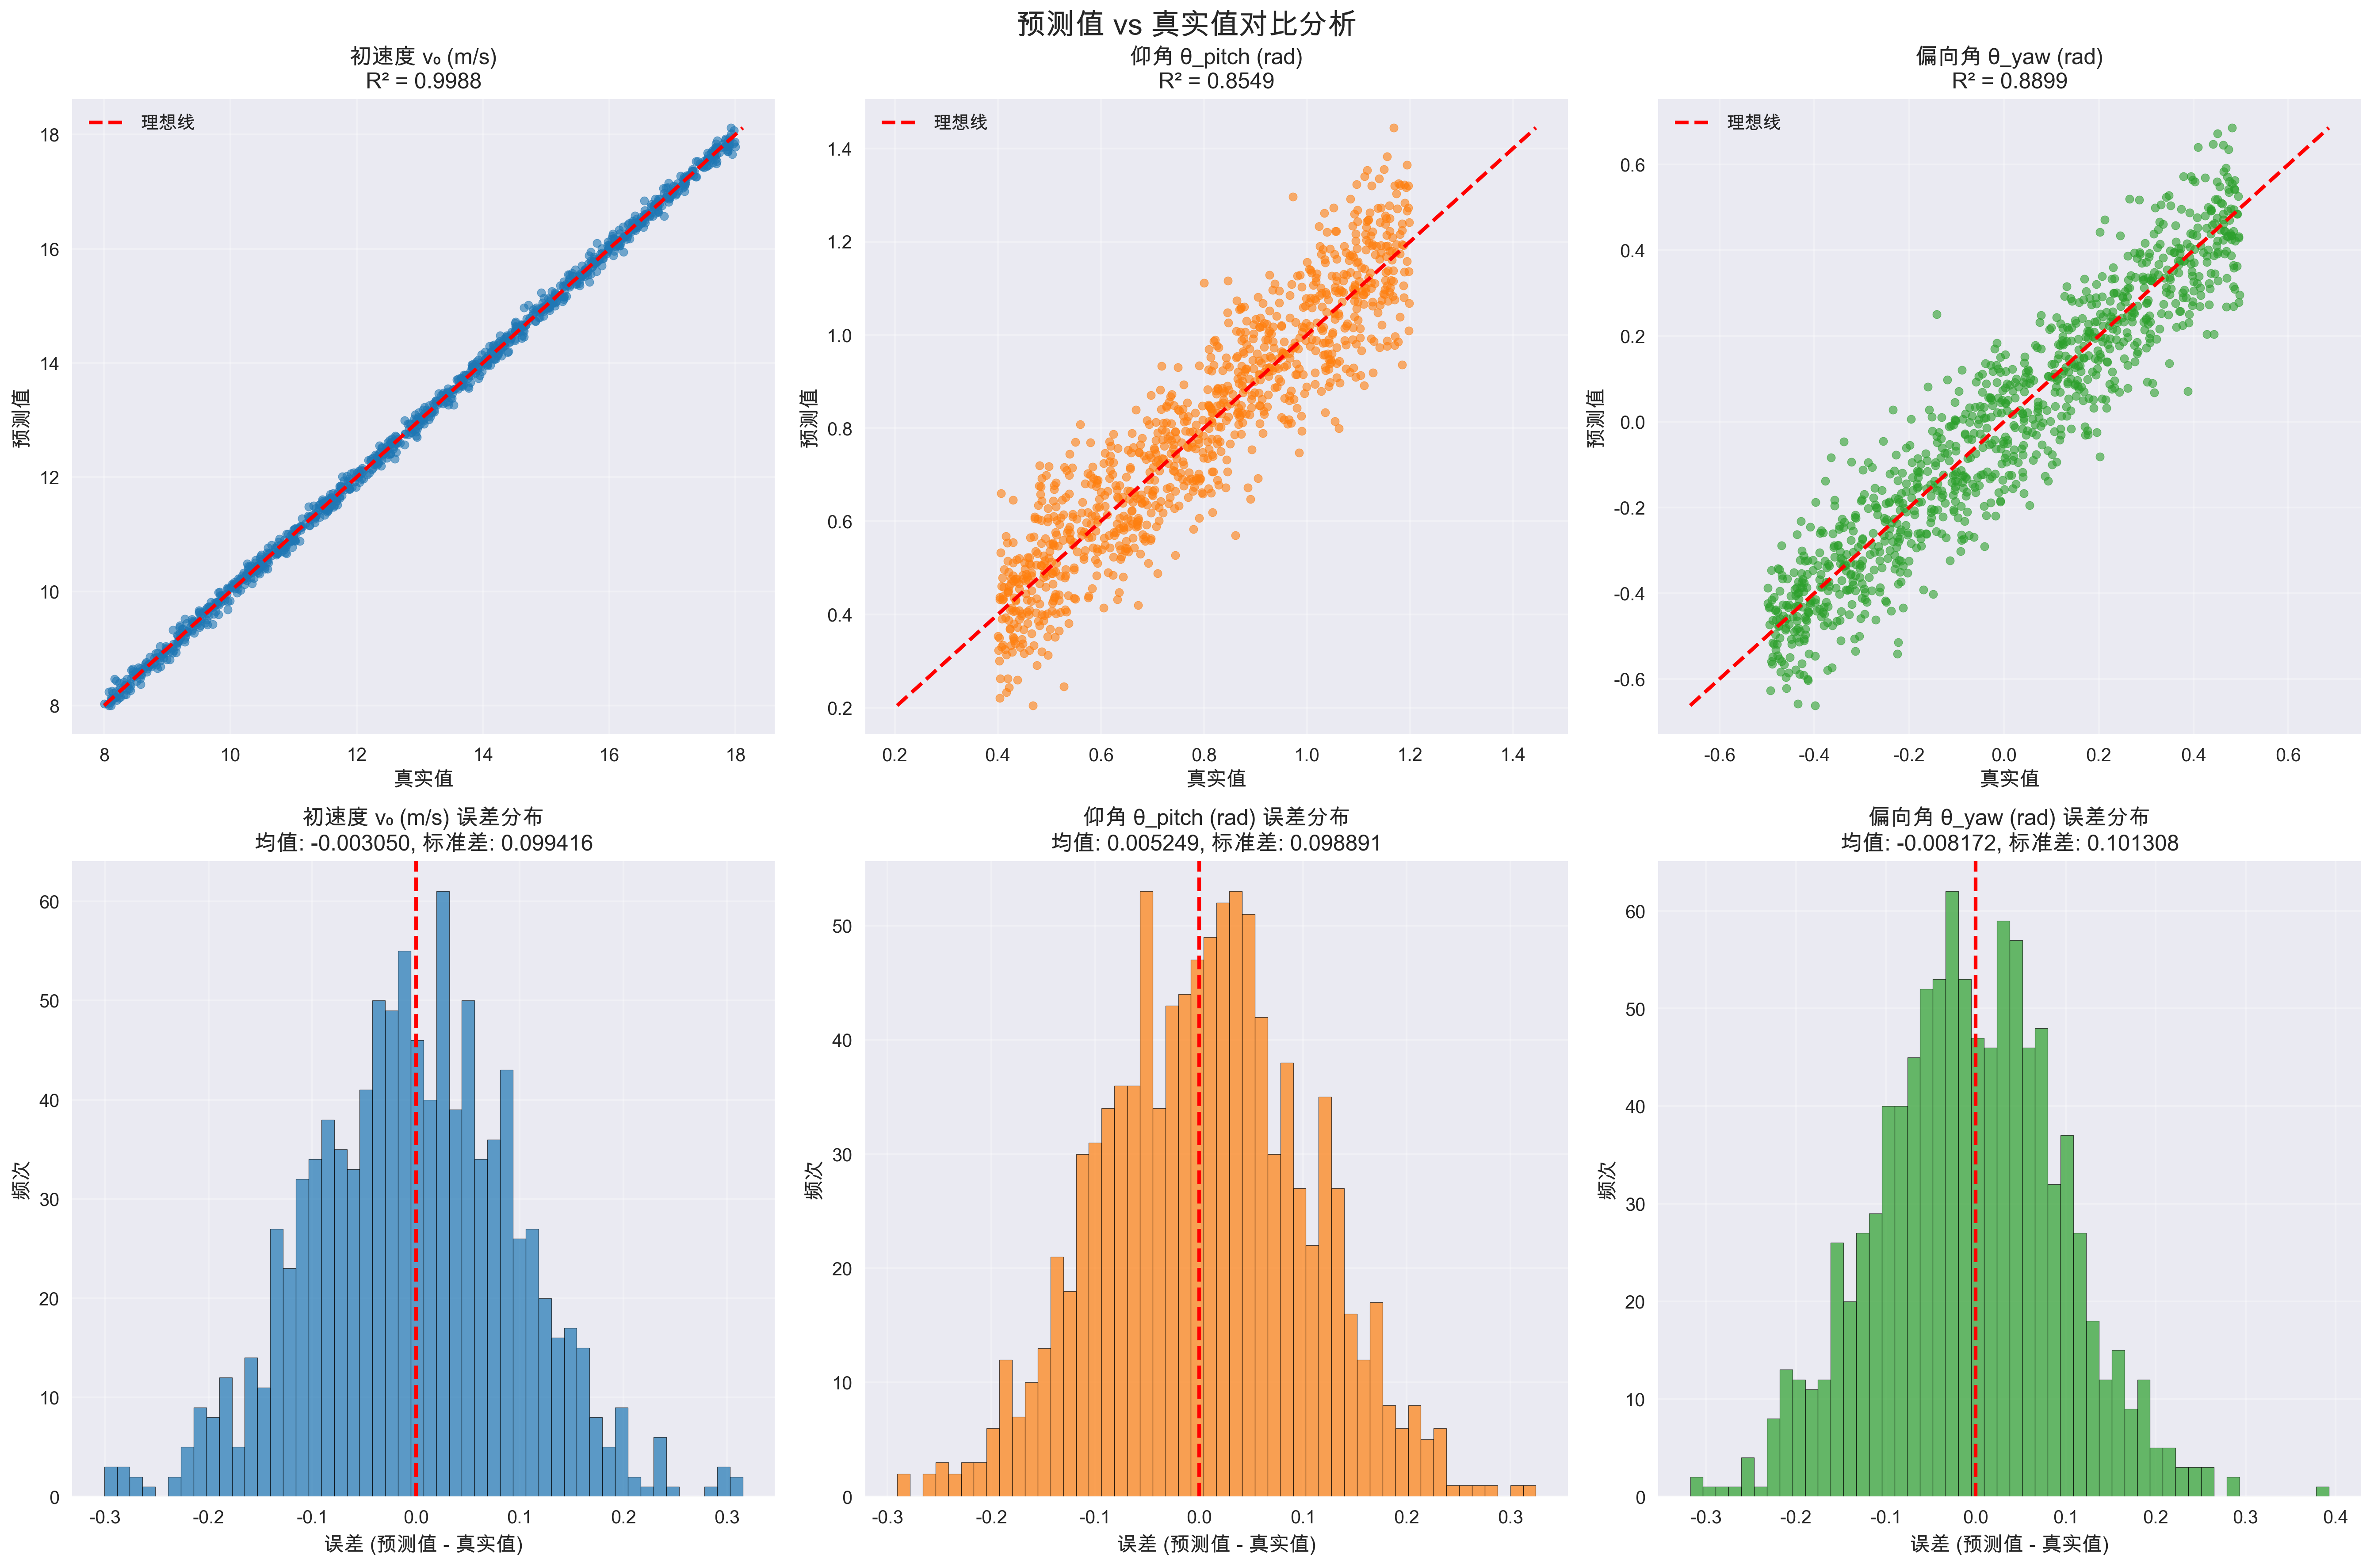 预测值 vs 真实值对比分析
初速度 v₀ (m/s)
R² = 0.9988
理想线
18
16
14
12
10
8
预测值
8 10 12 14 16 18
真实值
仰角 θ_pitch (rad)
R² = 0.8549
理想线
1.4
1.2
1.0
0.8
0.6
0.4
0.2
预测值
0.2 0.4 0.6 0.8 1.0 1.2 1.4
真实值
偏向角 θ_yaw (rad)
R² = 0.8899
理想线
0.6
0.4
0.2
0.0
-0.2
-0.4
-0.6
预测值
-0.6 -0.4 -0.2 0.0 0.2 0.4 0.6
真实值
初速度 v₀ (m/s) 误差分布
均值: -0.003050, 标准差: 0.099416
60
50
40
30
20
10
0
频次
-0.3 -0.2 -0.1 0.0 0.1 0.2 0.3
误差 (预测值 - 真实值)
仰角 θ_pitch (rad) 误差分布
均值: 0.005249, 标准差: 0.098891
50
40
30
20
10
0
频次
-0.3 -0.2 -0.1 0.0 0.1 0.2 0.3
误差 (预测值 - 真实值)
偏向角 θ_yaw (rad) 误差分布
均值: -0.008172, 标准差: 0.101308
60
50
40
30
20
10
0
频次
-0.3 -0.2 -0.1 0.0 0.1 0.2 0.3 0.4
误差 (预测值 - 真实值)